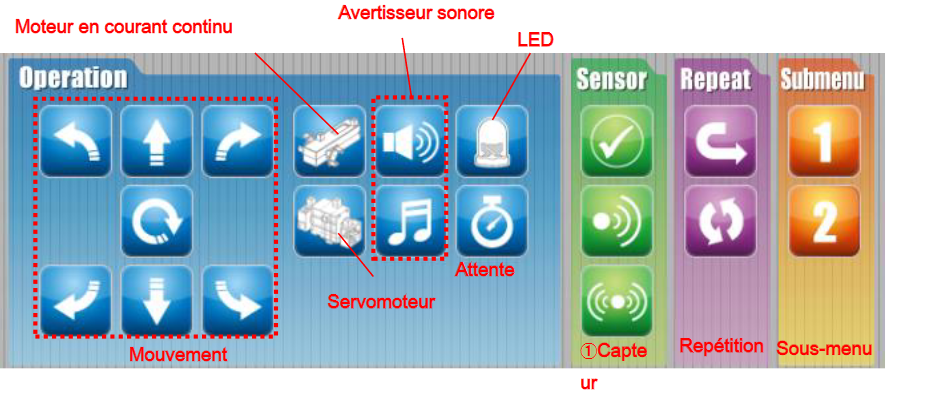 Avertisseur sonore
Moteur en courant continu
LED
Operation
Sensor
Repeat
Submenu
1
2
Attente
Servomoteur
Mouvement
①Capte
ur
Repétition
Sous-menu